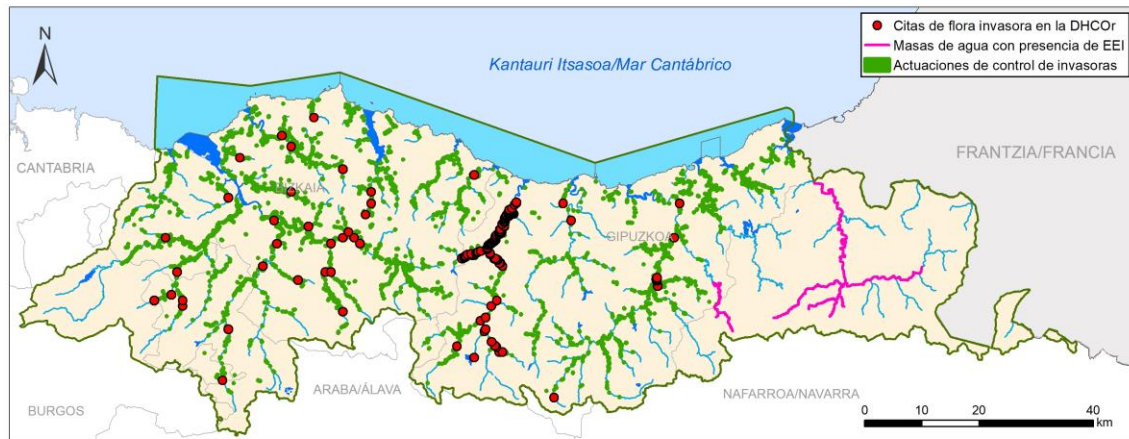 Citas de flora invasora en la DHCOr
Masas de agua con presencia de EEI
Actuaciones de control de invasoras
N
Kantauri Itsasoa/Mar Cantábrico
CANTABRIA
FRANTZIA/FRANCIA
GIPUZKOA
ARABA/ÁLAVA
NAFARROA/NAVARRA
BURGOS
0 10 20 40
km